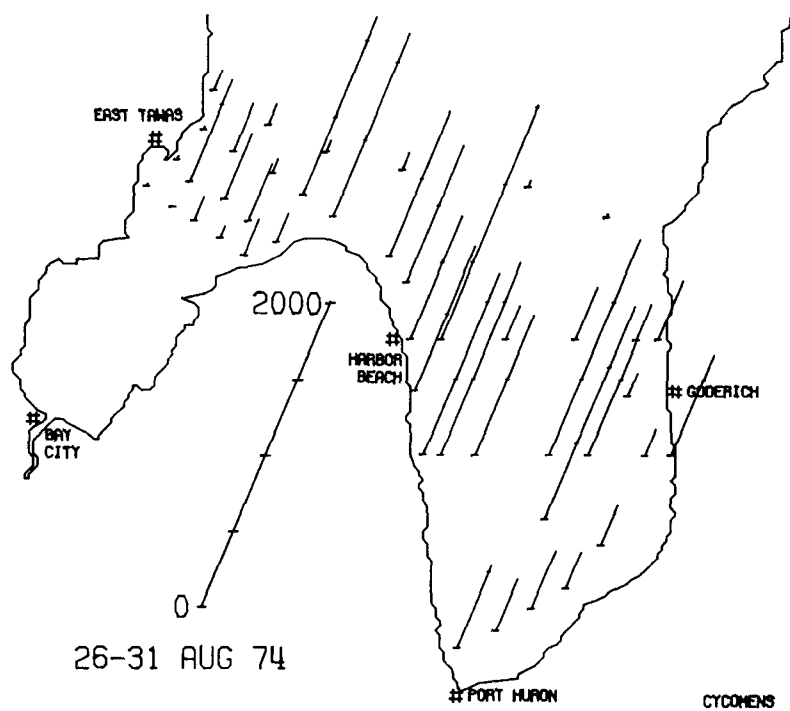 EAST TAWAS
2000
HARBOR
BEACH
GODERICH
BAY
CITY
0
26-31 AUG 74
PORT HURON
CYCOMENS